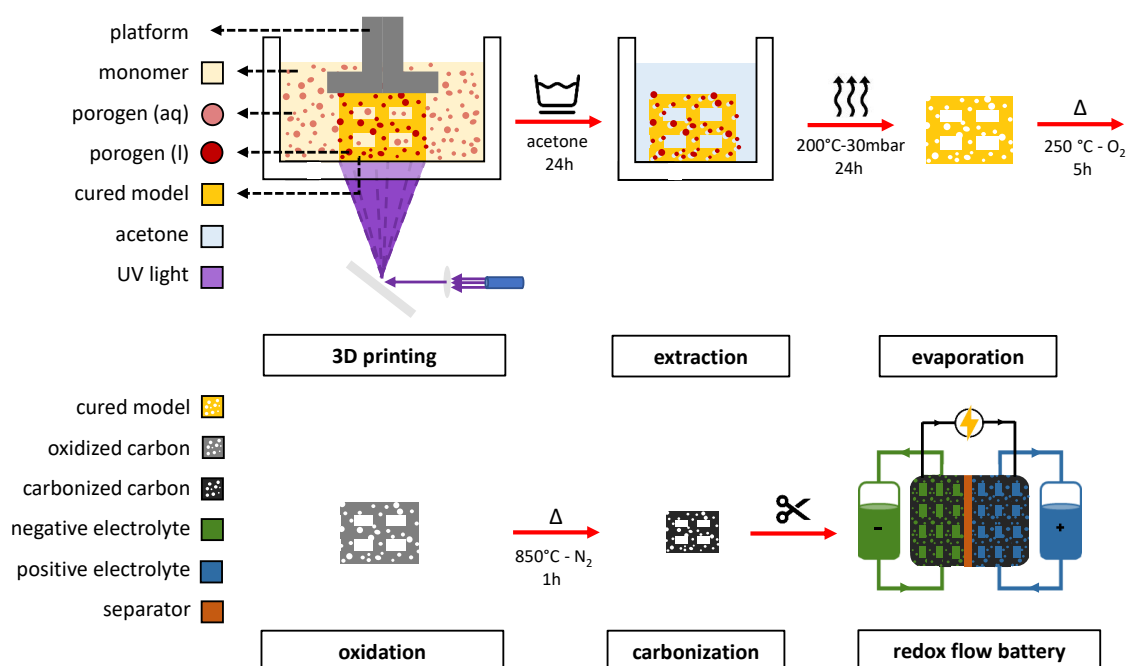 platform
monomer
porogen (aq)
porogen (l)
cured model
acetone
UV light
acetone
24h
200°C-30mbar
24h
Δ
250 °C - O₂
5h
3D printing
extraction
evaporation
cured model
oxidized carbon
carbonized carbon
negative electrolyte
positive electrolyte
separator
Δ
850°C - N₂
1h
-
+
oxidation
carbonization
redox flow battery